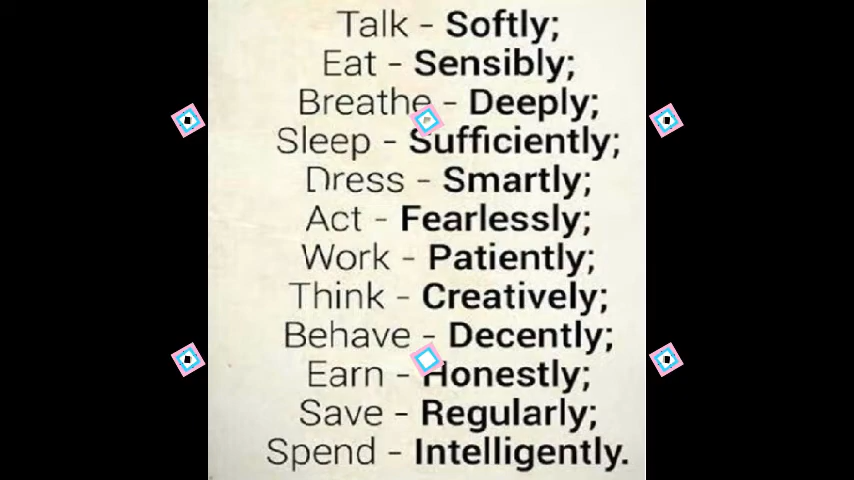 Talk - Softly;
Eat - Sensibly;
Breathe - Deeply;
Sleep - Sufficiently;
Dress - Smartly;
Act - Fearlessly;
Work - Patiently;
Think - Creatively;
Behave - Decently;
Earn - Honestly;
Save - Regularly;
Spend - Intelligently.